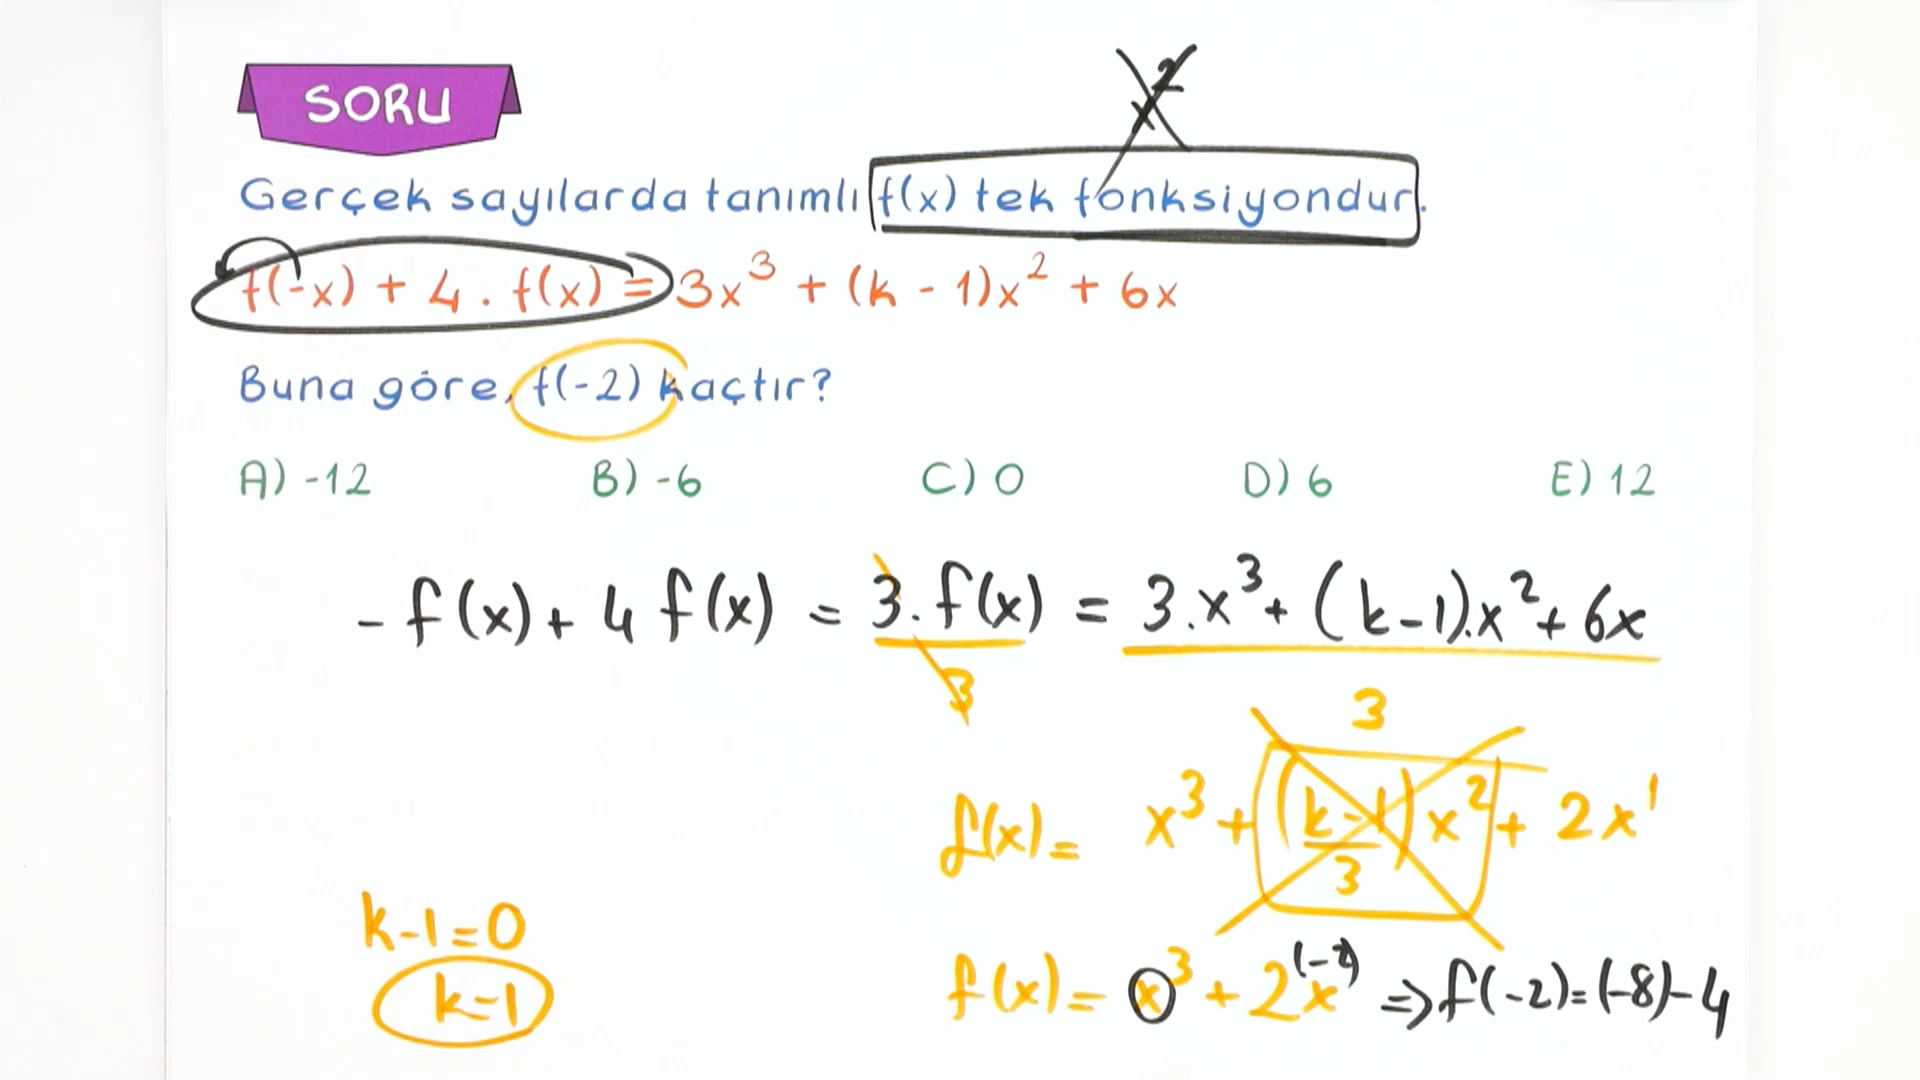 SORU
x²
Gerçek sayılarda tanımlı f(x) tek fonksiyondur.
f(-x) + 4 . f(x) = 3x³ + (k - 1)x² + 6x
Buna göre, f(-2) kaçtır?
A) -12 B) -6 C) 0 D) 6 E) 12
- f(x) + 4 f(x) = 3. f(x) = 3.x³ + (k-1).x² + 6x
3 3
f(x) = x³ + (k-1) x² + 2x¹
3
k-1=0
(-2)
k=1 f(x) = x³ + 2x ⇒ f(-2) = (-8) - 4